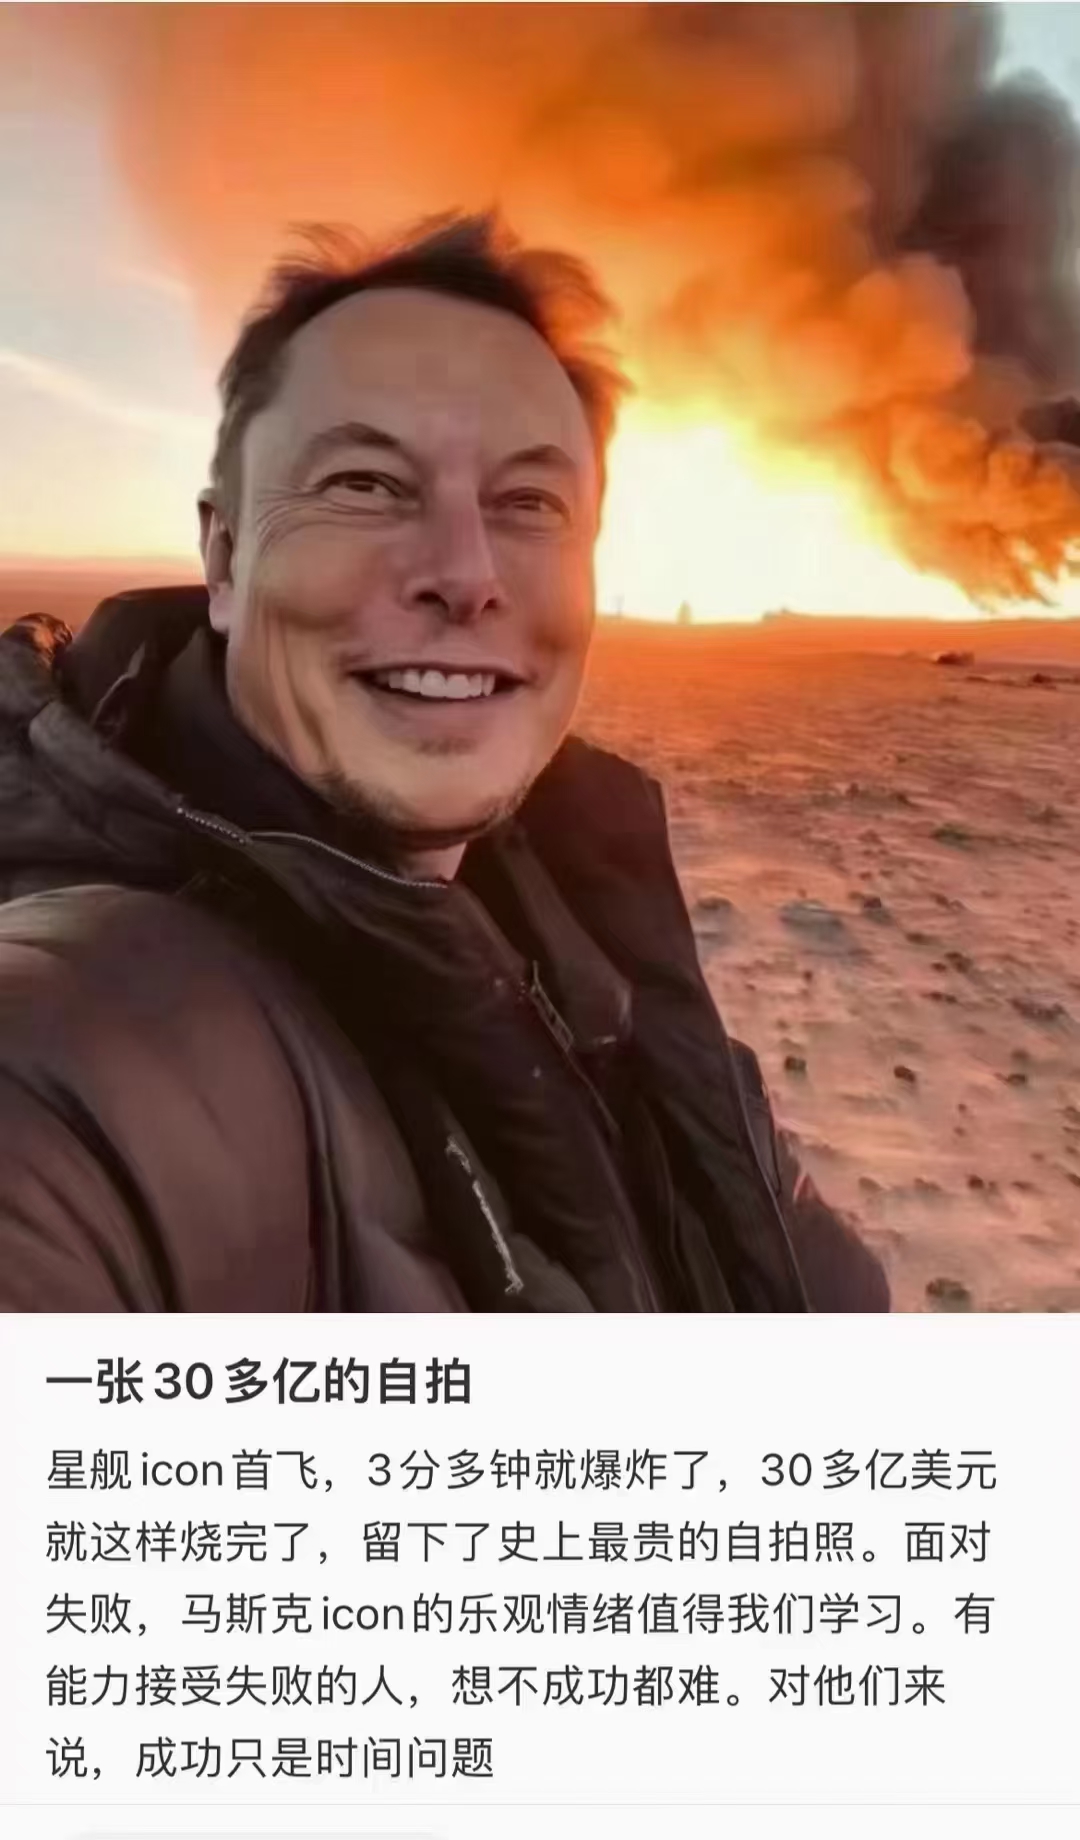 一张30多亿的自拍
星舰icon首飞，3分多钟就爆炸了，30多亿美元
就这样烧完了，留下了史上最贵的自拍照。面对
失败，马斯克icon的乐观情绪值得我们学习。有
能力接受失败的人，想不成功都难。对他们来
说，成功只是时间问题